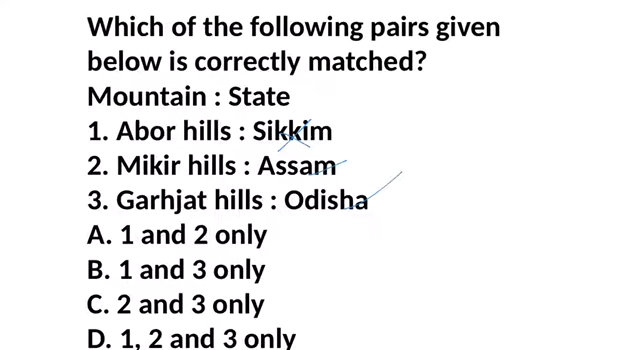 Which of the following pairs given
below is correctly matched?
Mountain : State
1. Abor hills : Sikkim
2. Mikir hills : Assam
3. Garhjat hills : Odisha
A. 1 and 2 only
B. 1 and 3 only
C. 2 and 3 only
D. 1, 2 and 3 only